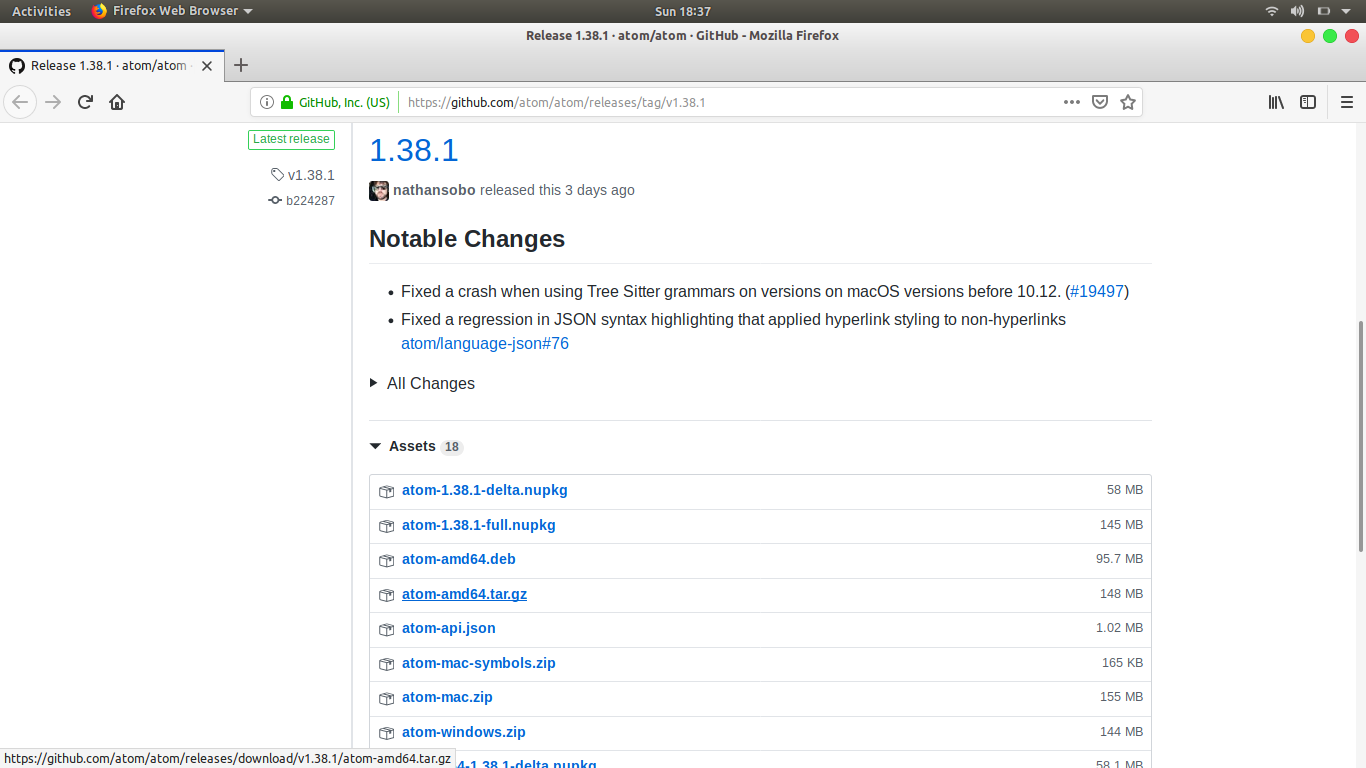 Activities Firefox Web Browser Sun 18:37
Release 1.38.1 · atom/atom · GitHub - Mozilla Firefox
Release 1.38.1 · atom/atom ·
GitHub, Inc. (US) https://github.com/atom/atom/releases/tag/v1.38.1
Latest release
v1.38.1
b224287
1.38.1
nathansobo released this 3 days ago
Notable Changes
• Fixed a crash when using Tree Sitter grammars on versions on macOS versions before 10.12. (#19497)
• Fixed a regression in JSON syntax highlighting that applied hyperlink styling to non-hyperlinks
atom/language-json#76
All Changes
Assets 18
atom-1.38.1-delta.nupkg 58 MB
atom-1.38.1-full.nupkg 145 MB
atom-amd64.deb 95.7 MB
atom-amd64.tar.gz 148 MB
atom-api.json 1.02 MB
atom-mac-symbols.zip 165 KB
atom-mac.zip 155 MB
atom-windows.zip 144 MB
4-1.38.1-delta.nupkg 58.1 MB
https://github.com/atom/atom/releases/download/v1.38.1/atom-amd64.tar.gz